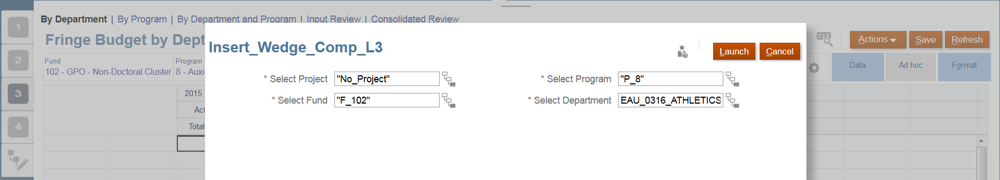 By Department | By Program | By Department and Program | Input Review | Consolidated Review
Fringe Budget by Dept
Actions Save Refresh
Insert_Wedge_Comp_L3
Launch Cancel
Fund Program
102 - GPO - Non-Doctoral Cluster 8 - Auxi
Data Ad hoc Format
* Select Project "No_Project" * Select Program "P_8"
* Select Fund "F_102" * Select Department EAU_0316_ATHLETICS
2015
Act
Total
1
2
3
4